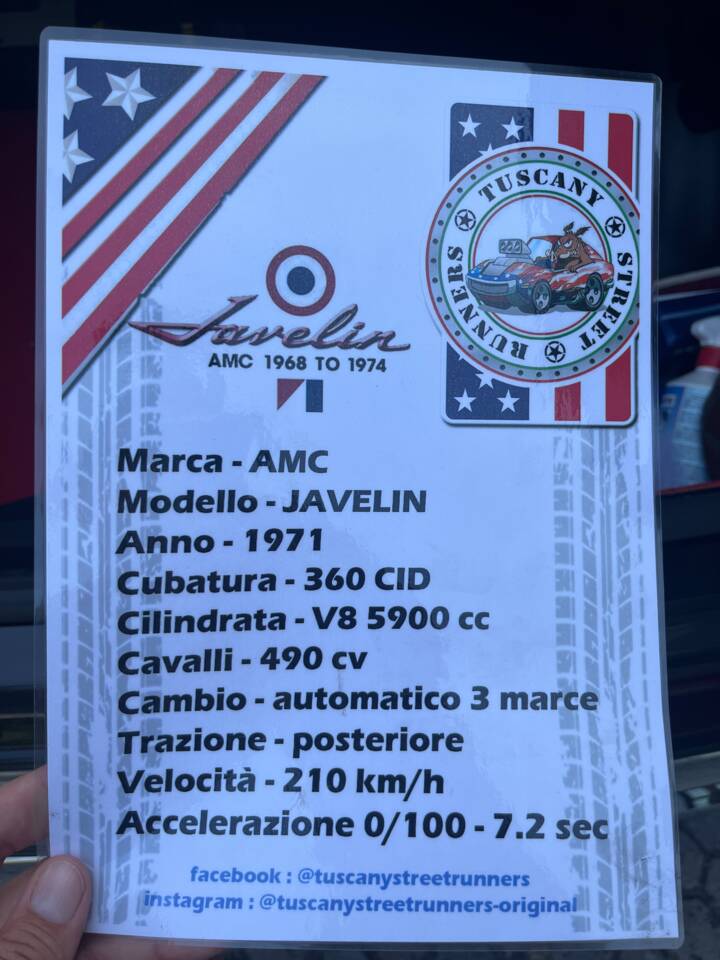 TUSCANY STREET RUNNERS
Javelin
AMC 1968 TO 1974
Marca - AMC
Modello - JAVELIN
Anno - 1971
Cubatura - 360 CID
Cilindrata - V8 5900 cc
Cavalli - 490 cv
Cambio - automatico 3 marce
Trazione - posteriore
Velocità - 210 km/h
Accelerazione 0/100 - 7.2 sec
facebook : @tuscanystreetrunners
instagram : @tuscanystreetrunners-original